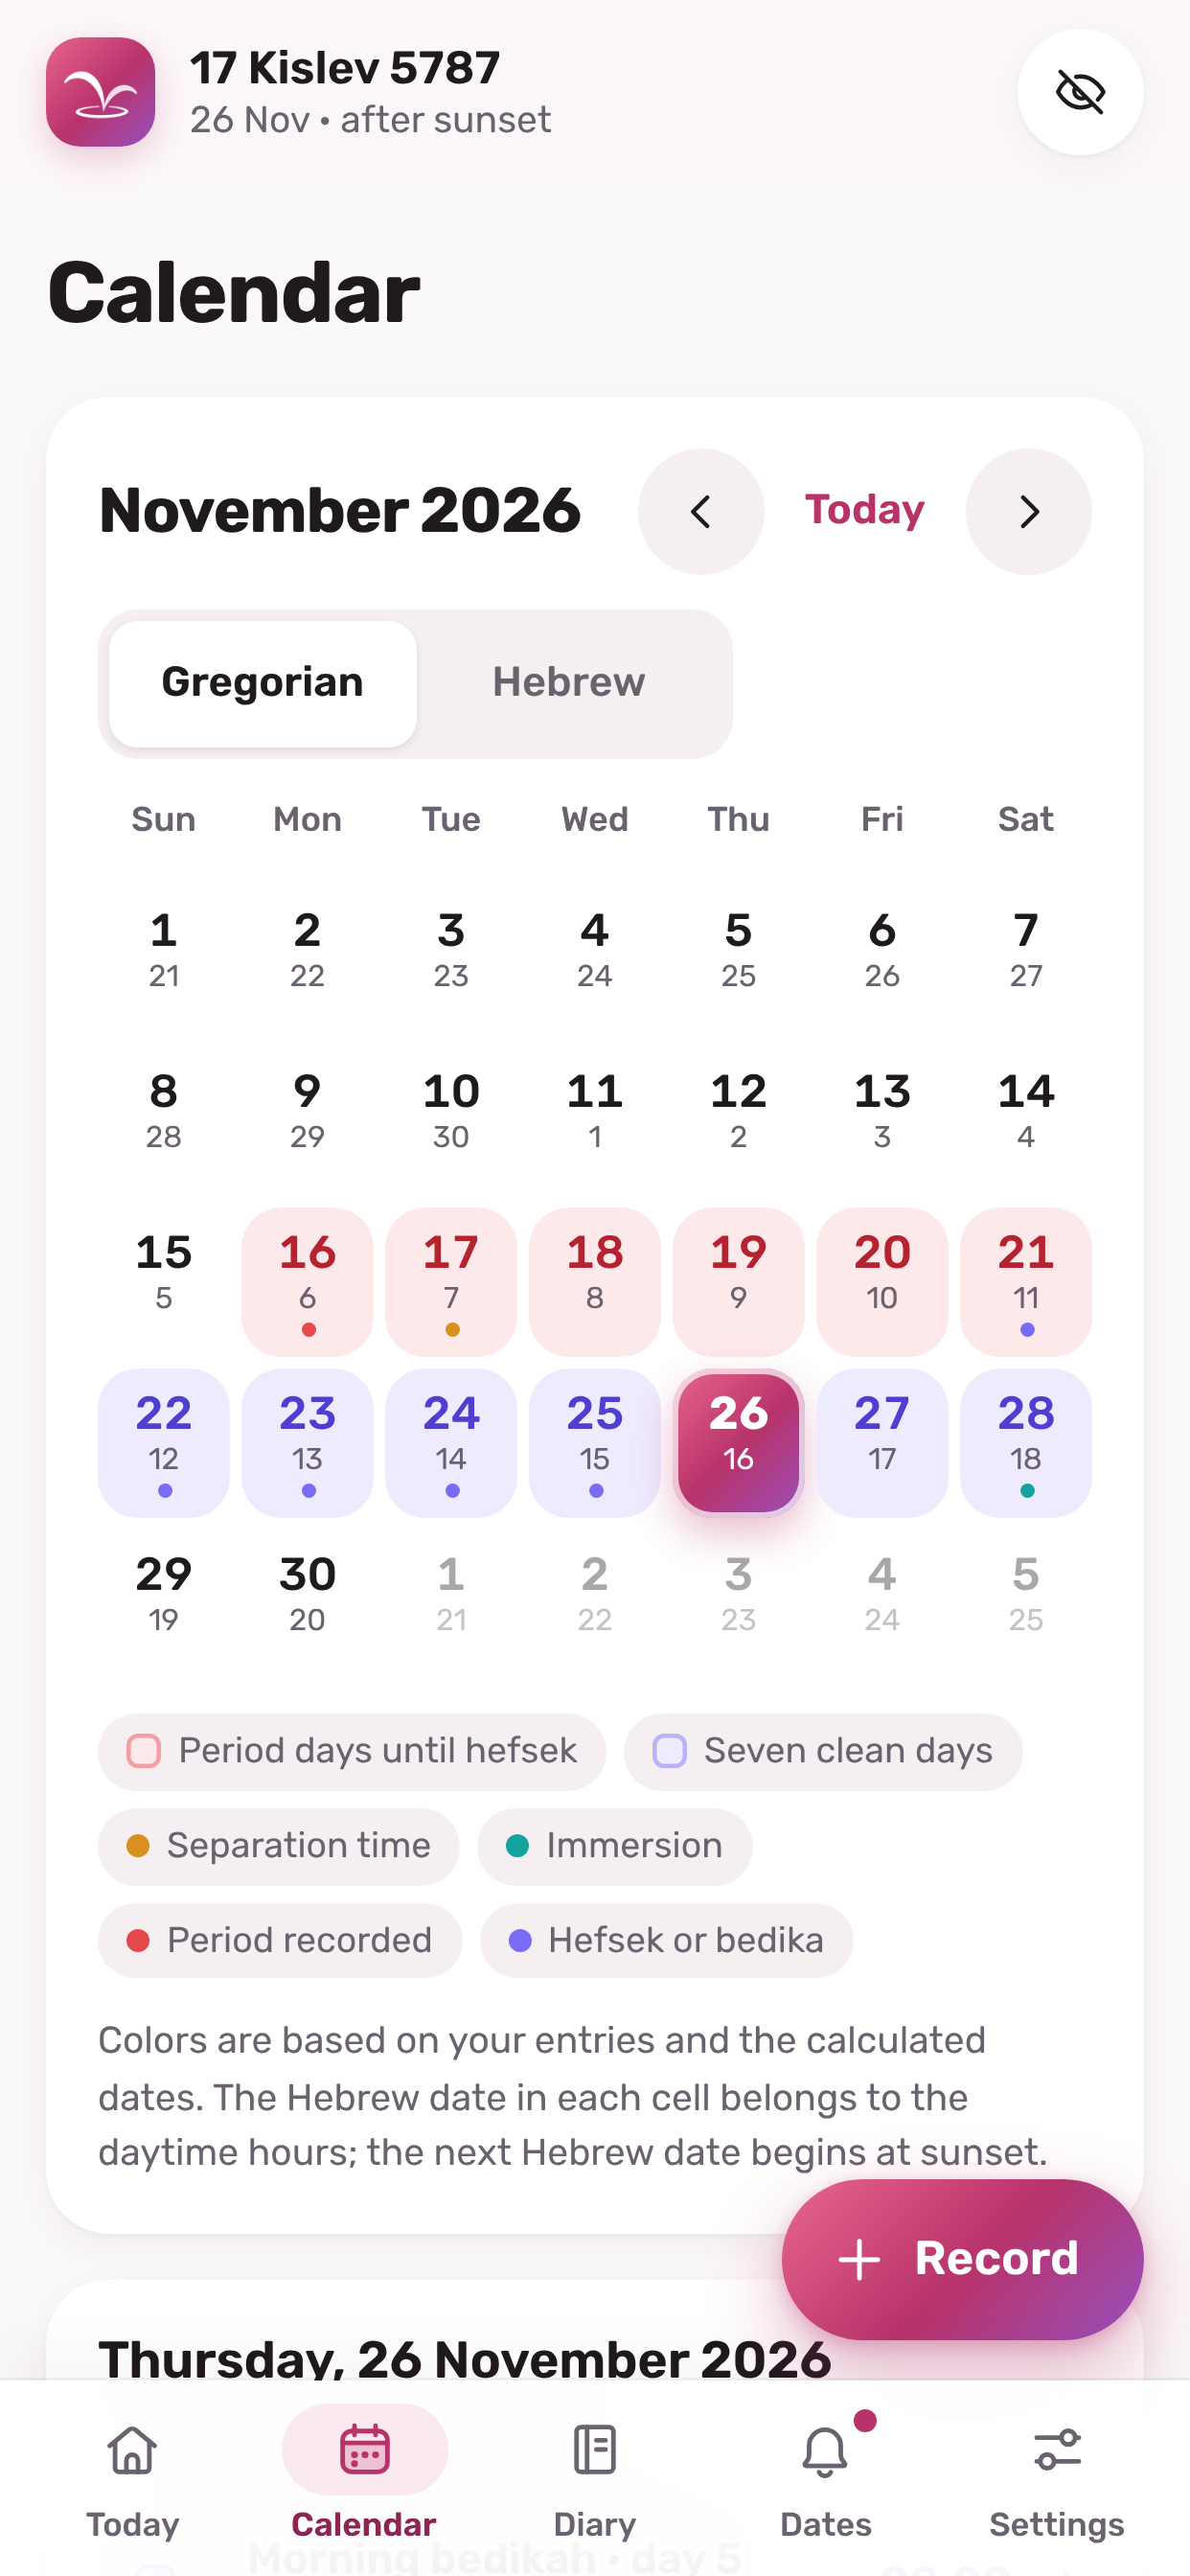 17 Kislev 5787
26 Nov • after sunset
Calendar
November 2026
Today
Gregorian
Hebrew
Sun Mon Tue Wed Thu Fri Sat
1 2 3 4 5 6 7
21 22 23 24 25 26 27
8 9 10 11 12 13 14
28 29 30 1 2 3 4
15 16 17 18 19 20 21
5 6 7 8 9 10 11
22 23 24 25 26 27 28
12 13 14 15 16 17 18
29 30 1 2 3 4 5
19 20 21 22 23 24 25
Period days until hefsek
Seven clean days
Separation time
Immersion
Period recorded
Hefsek or bedika
Colors are based on your entries and the calculated
dates. The Hebrew date in each cell belongs to the
daytime hours; the next Hebrew date begins at sunset.
Record
Thursday, 26 November 2026
Today
Calendar
Diary
Dates
Settings
Morning bedikah • day 5